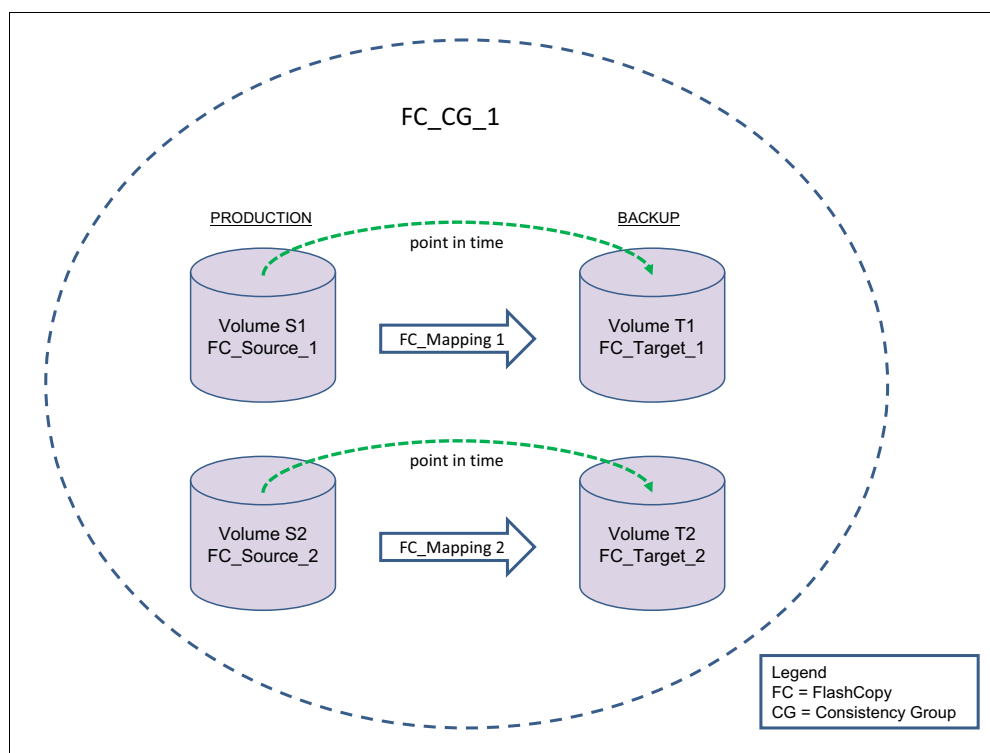 FC_CG_1
PRODUCTION
BACKUP
point in time
Volume S1
FC_Source_1
FC_Mapping 1
Volume T1
FC_Target_1
point in time
Volume S2
FC_Source_2
FC_Mapping 2
Volume T2
FC_Target_2
Legend
FC = FlashCopy
CG = Consistency Group